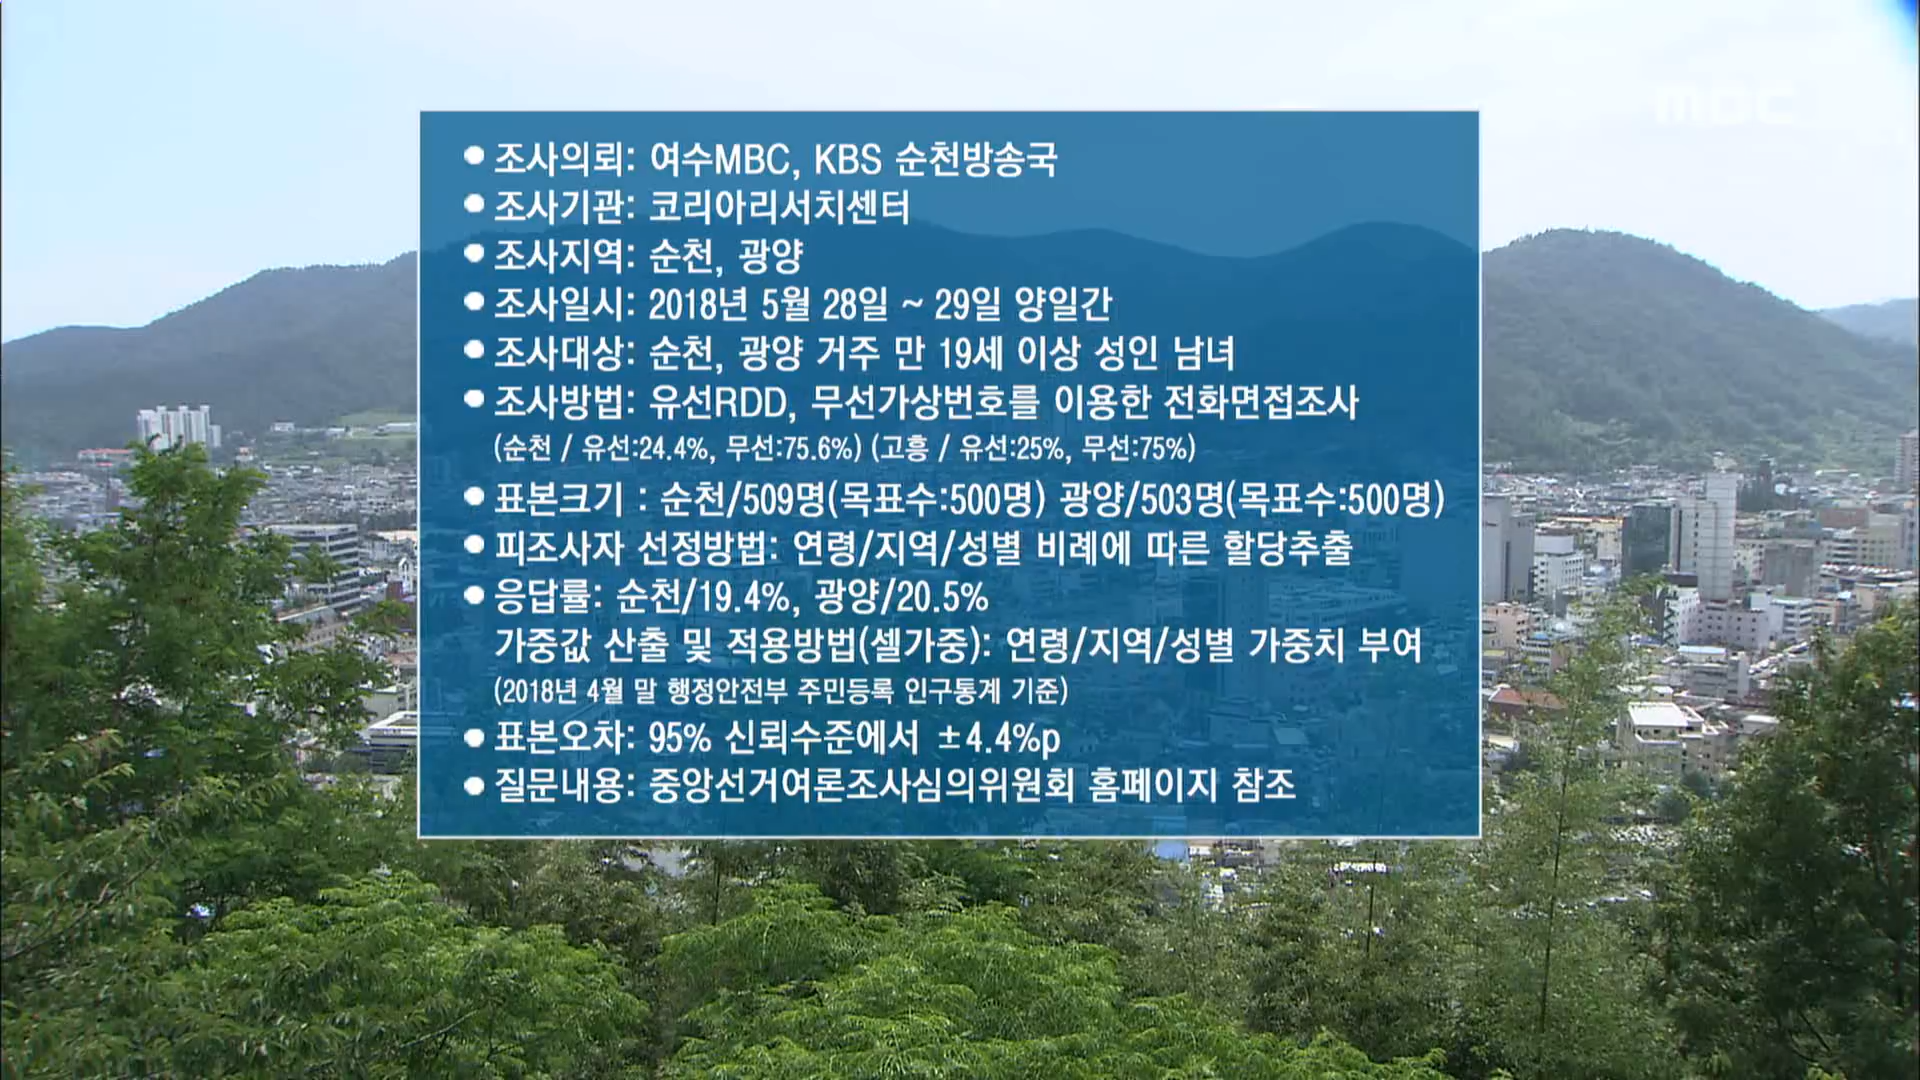 mbc
● 조사의뢰: 여수MBC, KBS 순천방송국
● 조사기관: 코리아리서치센터
● 조사지역: 순천, 광양
● 조사일시: 2018년 5월 28일 ~ 29일 양일간
● 조사대상: 순천, 광양 거주 만 19세 이상 성인 남녀
● 조사방법: 유선RDD, 무선가상번호를 이용한 전화면접조사
(순천 / 유선:24.4%, 무선:75.6%) (고흥 / 유선:25%, 무선:75%)
● 표본크기 : 순천/509명(목표수:500명) 광양/503명(목표수:500명)
● 피조사자 선정방법: 연령/지역/성별 비례에 따른 할당추출
● 응답률: 순천/19.4%, 광양/20.5%
가중값 산출 및 적용방법(셀가중): 연령/지역/성별 가중치 부여
(2018년 4월 말 행정안전부 주민등록 인구통계 기준)
● 표본오차: 95% 신뢰수준에서 ±4.4%p
● 질문내용: 중앙선거여론조사심의위원회 홈페이지 참조